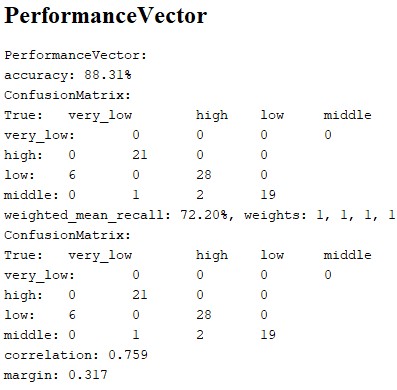 PerformanceVector
PerformanceVector:
accuracy: 88.31%
ConfusionMatrix:
True: very_low high low middle
very_low: 0 0 0 0
high: 0 21 0 0
low: 6 0 28 0
middle: 0 1 2 19
weighted_mean_recall: 72.20%, weights: 1, 1, 1, 1
ConfusionMatrix:
True: very_low high low middle
very_low: 0 0 0 0
high: 0 21 0 0
low: 6 0 28 0
middle: 0 1 2 19
correlation: 0.759
margin: 0.317